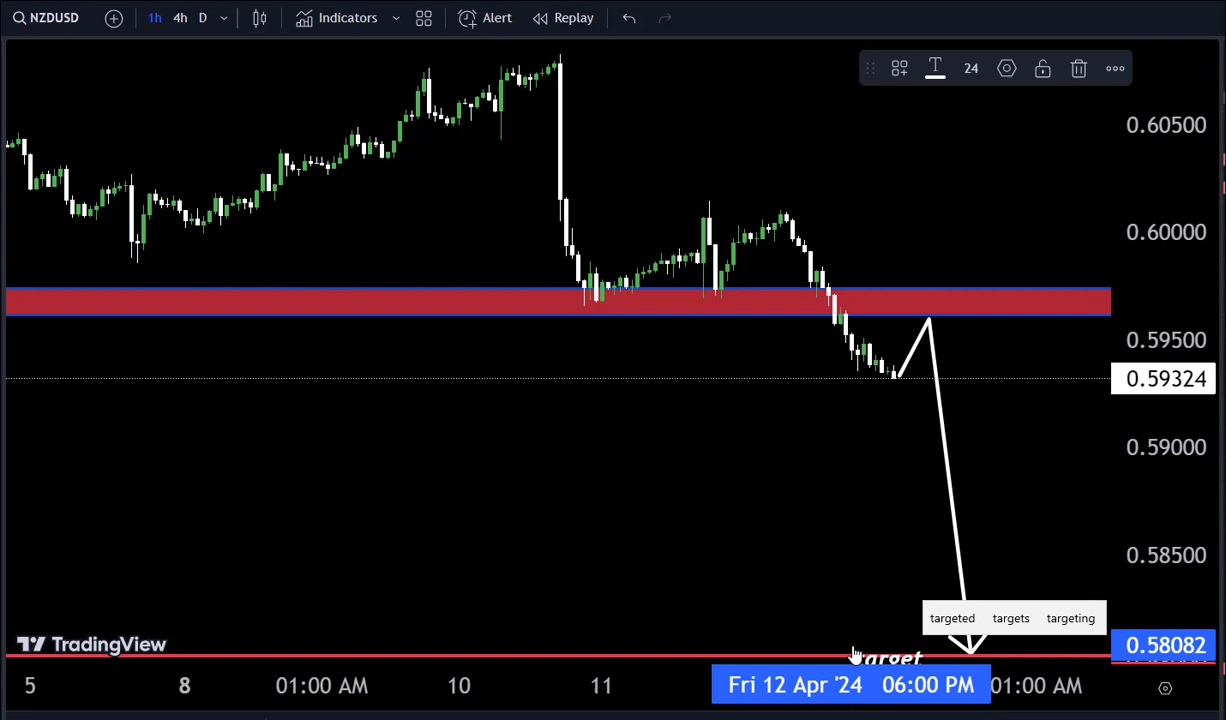 NZDUSD 1h 4h D Indicators Alert Replay
24
0.60500
0.60000
0.59500
0.59324
0.59000
0.58500
targeted targets targeting
TradingView
0.58082
target
5 8 01:00 AM 10 11 Fri 12 Apr '24 06:00 PM 01:00 AM